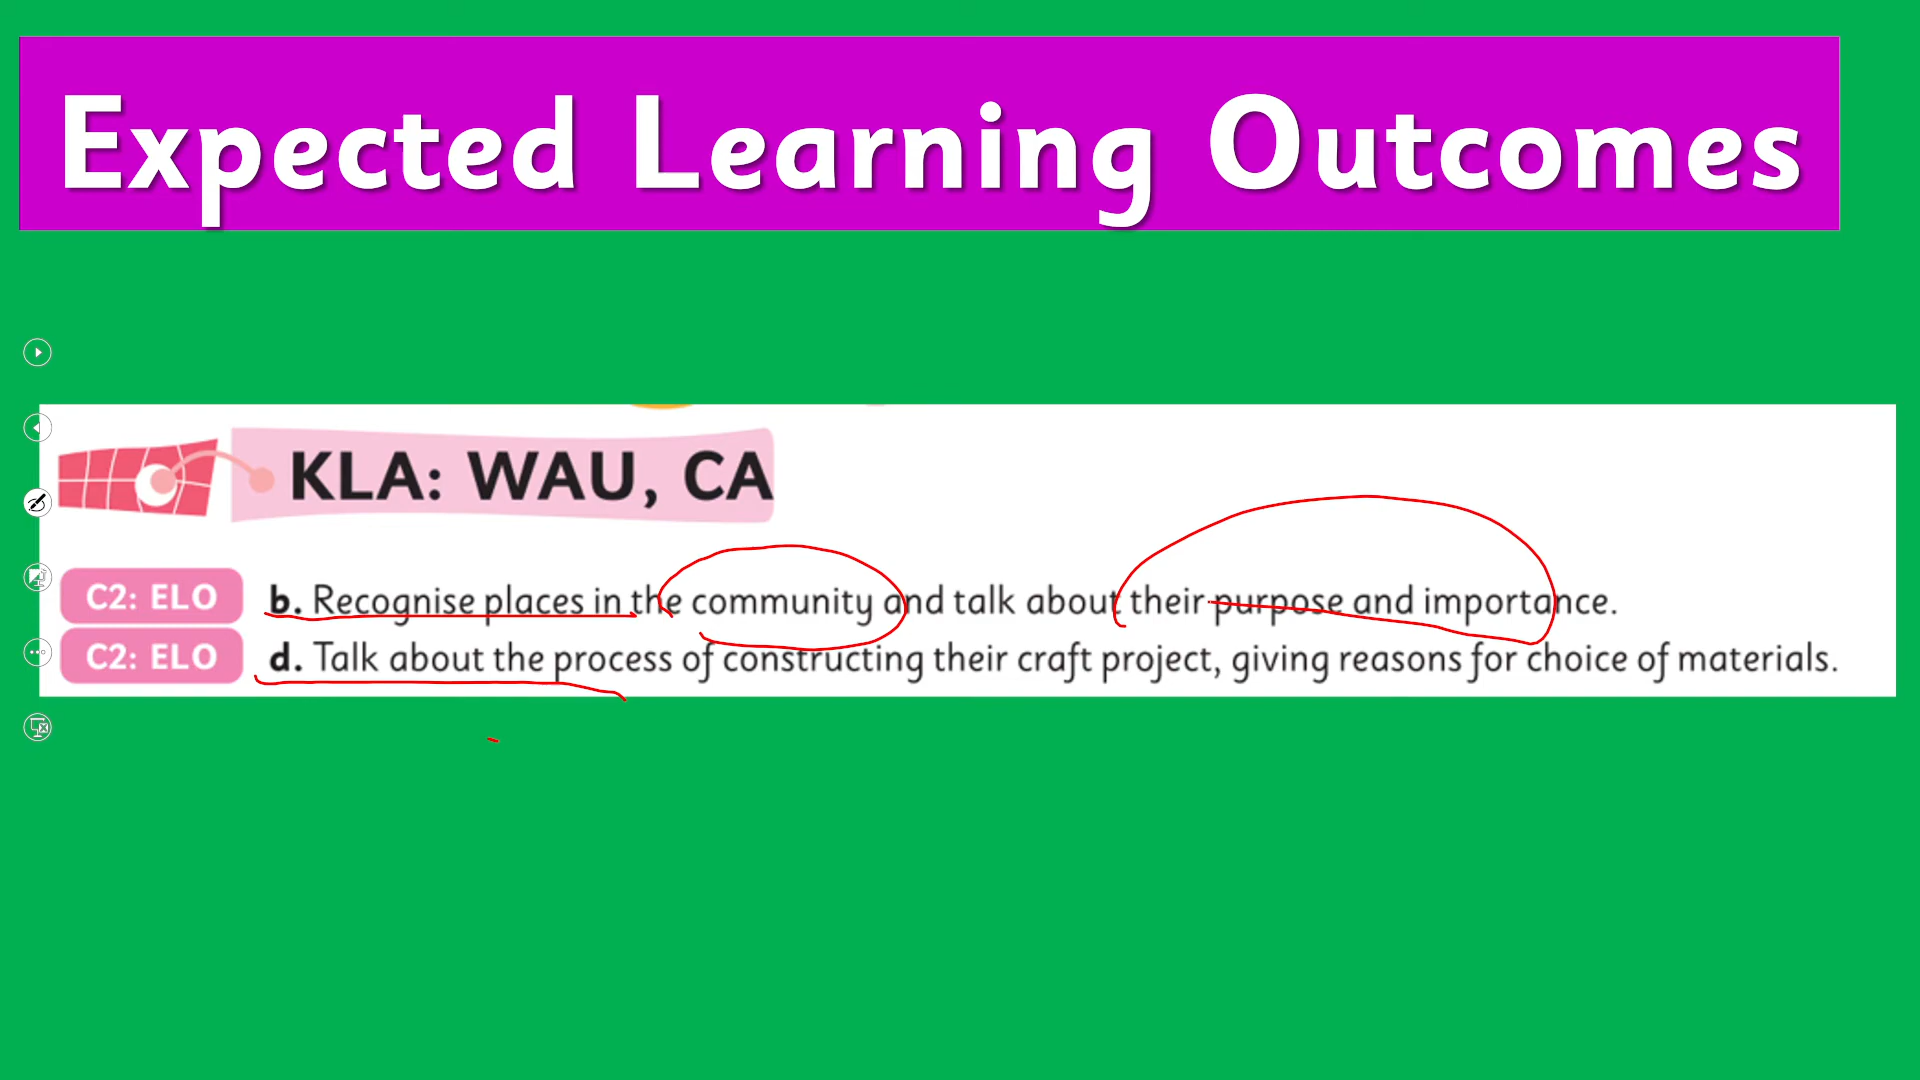 Expected Learning Outcomes
KLA: WAU, CA
C2: ELO b. Recognise places in the community and talk about their purpose and importance.
C2: ELO d. Talk about the process of constructing their craft project, giving reasons for choice of materials.